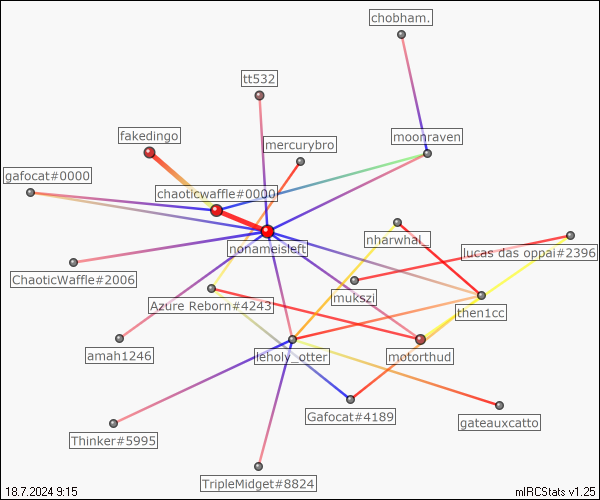 chobham.
tt532
fakedingo
mercurybro
moonraven
gafocat#0000
chaoticwaffle#0000
nharwhal_
nonameisleft
lucas das oppai#2396
ChaoticWaffle#2006
mukszi
Azure Reborn#4243
then1cc
amah1246
leholy_otter
motorthud
Gafocat#4189
gateauxcatto
Thinker#5995
TripleMidget#8824
18.7.2024 9:15
mIRCStats v1.25